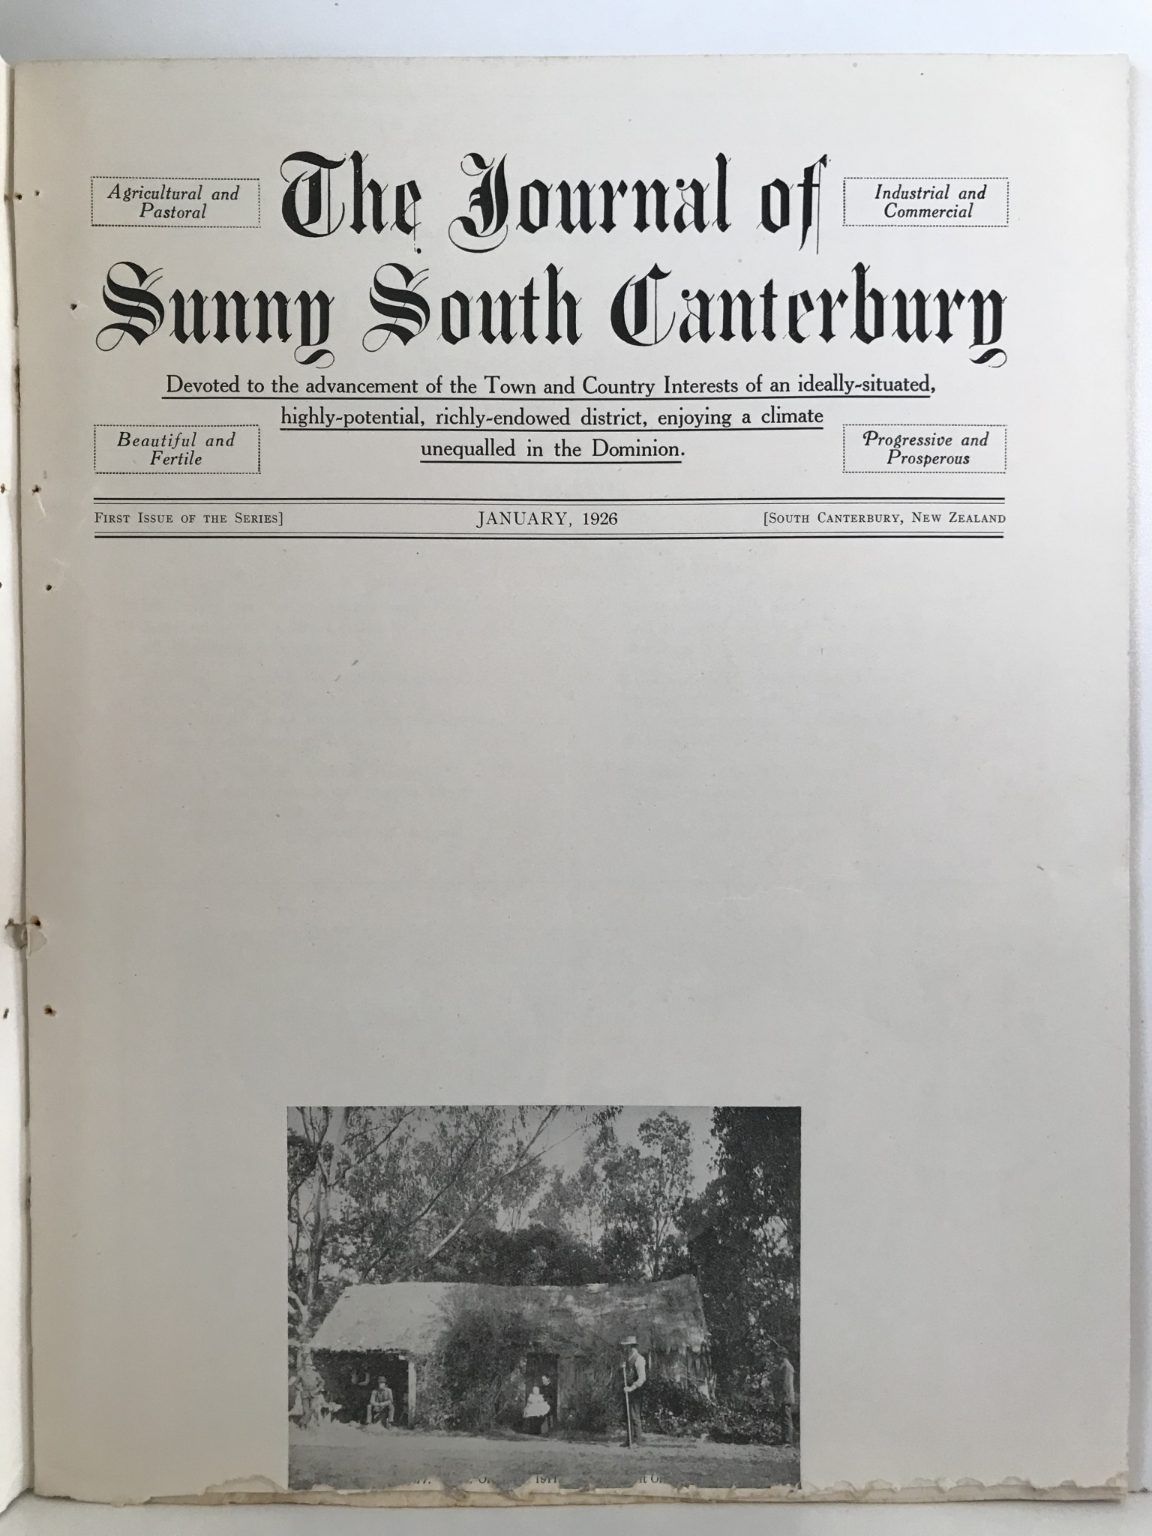 Agricultural and
Pastoral
The Journal of
Industrial and
Commercial
Sunny South Canterbury
Devoted to the advancement of the Town and Country Interests of an ideally-situated,
highly-potential, richly-endowed district, enjoying a climate
unequalled in the Dominion.
Beautiful and
Fertile
Progressive and
Prosperous
First Issue of the Series]
JANUARY, 1926
[South Canterbury, New Zealand